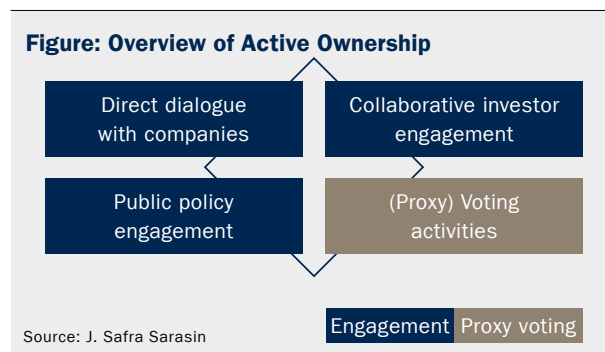 Figure: Overview of Active Ownership
Direct dialogue
with companies
Collaborative investor
engagement
Public policy
engagement
(Proxy) Voting
activities
Engagement
Proxy voting
Source: J. Safra Sarasin